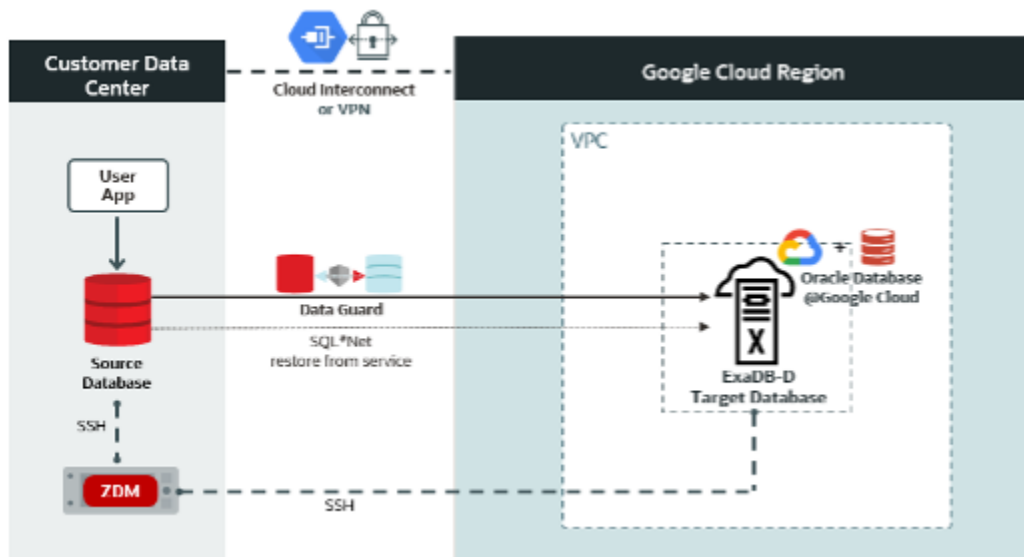 Customer Data
Center
Cloud Interconnect
or VPN
Google Cloud Region
VPC
User
App
Oracle Database
@Google Cloud
Data Guard
SQL*Net
restore from service
Source
Database
X
ExaDB-D
Target Database
SSH
ZDM
SSH